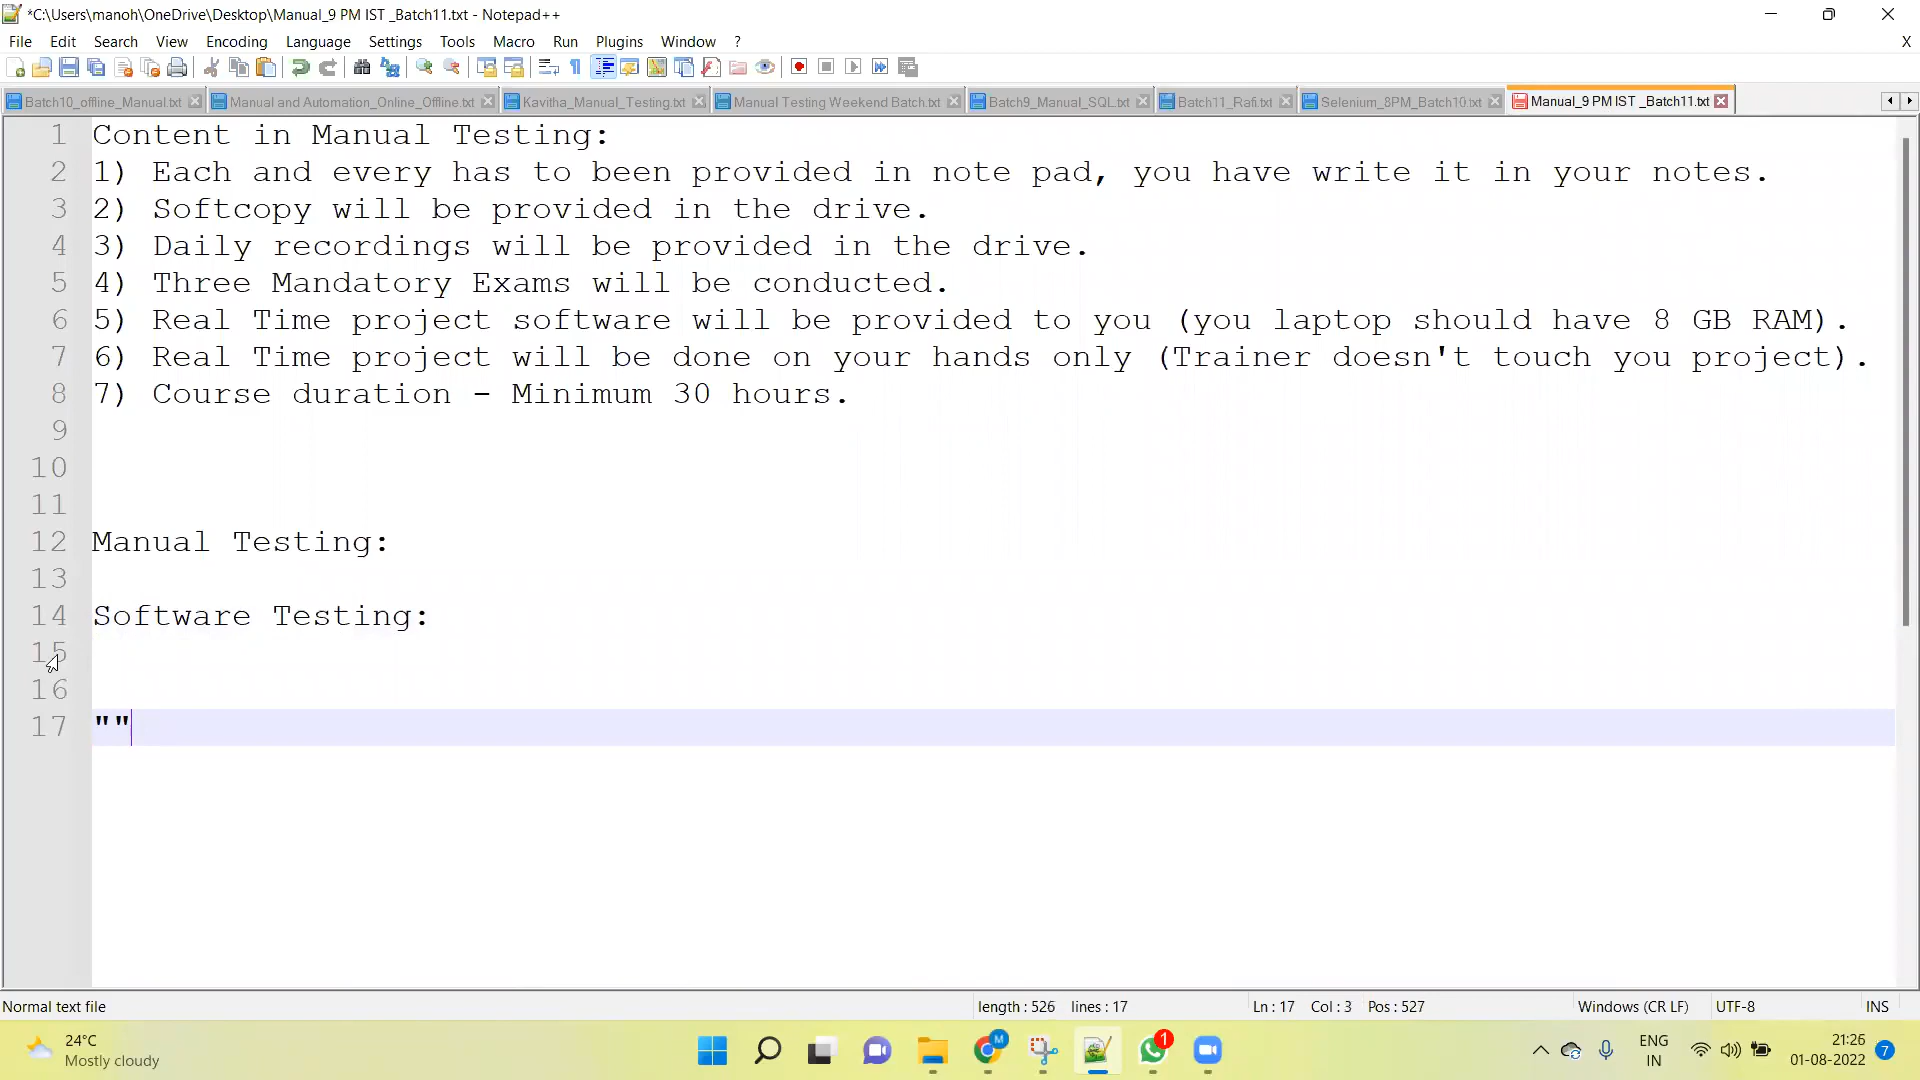 *C:\Users\manoh\OneDrive\Desktop\Manual_9 PM IST _Batch11.txt - Notepad++
File Edit Search View Encoding Language Settings Tools Macro Run Plugins Window ? X
Batch10_offline_Manual.txt Manual and Automation_Online_Offline.txt Kavitha_Manual_Testing.txt Manual Testing Weekend Batch.txt Batch9_Manual_SQL.txt Batch11_Rafi.txt Selenium_8PM_Batch10.txt Manual_9 PM IST _Batch11.txt
1 Content in Manual Testing:
2 1) Each and every has to been provided in note pad, you have write it in your notes.
3 2) Softcopy will be provided in the drive.
4 3) Daily recordings will be provided in the drive.
5 4) Three Mandatory Exams will be conducted.
6 5) Real Time project software will be provided to you (you laptop should have 8 GB RAM).
7 6) Real Time project will be done on your hands only (Trainer doesn't touch you project).
8 7) Course duration - Minimum 30 hours.
9
10
11
12 Manual Testing:
13
14 Software Testing:
15
16
17 ""
Normal text file length : 526 lines : 17 Ln : 17 Col : 3 Pos : 527 Windows (CR LF) UTF-8 INS
24°C
Mostly cloudy
M
1
ENG
IN
21:26
01-08-2022
7